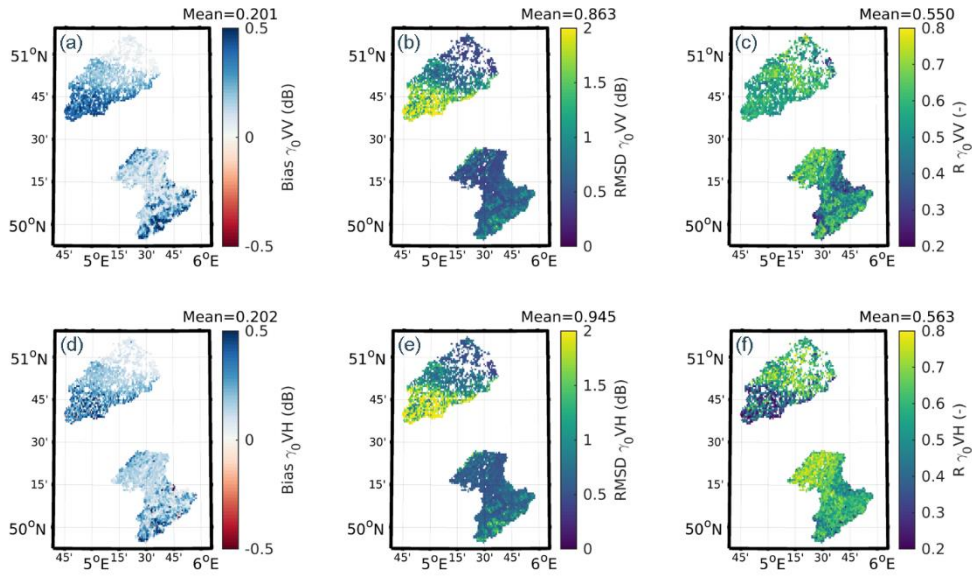 Mean=0.201 Mean=0.863 Mean=0.550
(a) 0.5 (b) 2 (c) 0.8
51°N 51°N 51°N
0.7
1.5
45' 45' 45'
0.6
30' 0 30' 1 30' 0.5
Bias γ₀VV (dB) RMSD γ₀VV (dB) R γ₀VV (-)
0.4
15' 15' 0.5 15'
0.3
50°N 50°N 50°N
-0.5 0 0.2
45' 5°E 15' 30' 45' 6°E 45' 5°E 15' 30' 45' 6°E 45' 5°E 15' 30' 45' 6°E
Mean=0.202 Mean=0.945 Mean=0.563
(d) 0.5 (e) 2 (f) 0.8
51°N 51°N 51°N
0.7
1.5
45' 45' 45'
0.6
30' 0 30' 1 30' 0.5
Bias γ₀VH (dB) RMSD γ₀VH (dB) R γ₀VH (-)
0.4
15' 15' 0.5 15'
0.3
50°N 50°N 50°N
-0.5 0 0.2
45' 5°E 15' 30' 45' 6°E 45' 5°E 15' 30' 45' 6°E 45' 5°E 15' 30' 45' 6°E